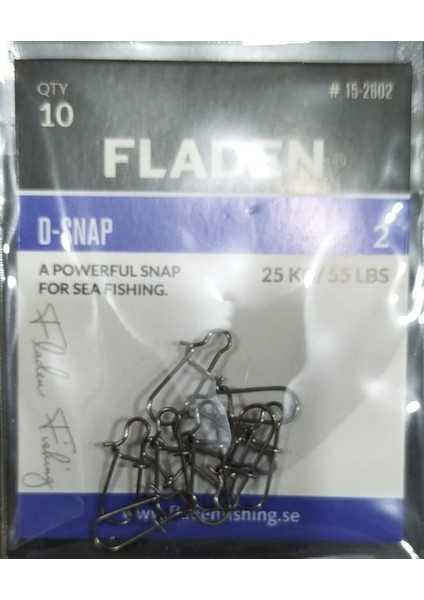 QTY
10
# 15-2602
FLADEN®
D-SNAP
2
A POWERFUL SNAP
FOR SEA FISHING.
25 KG/55 LBS
Fladen Fishing
www.fladenfishing.se